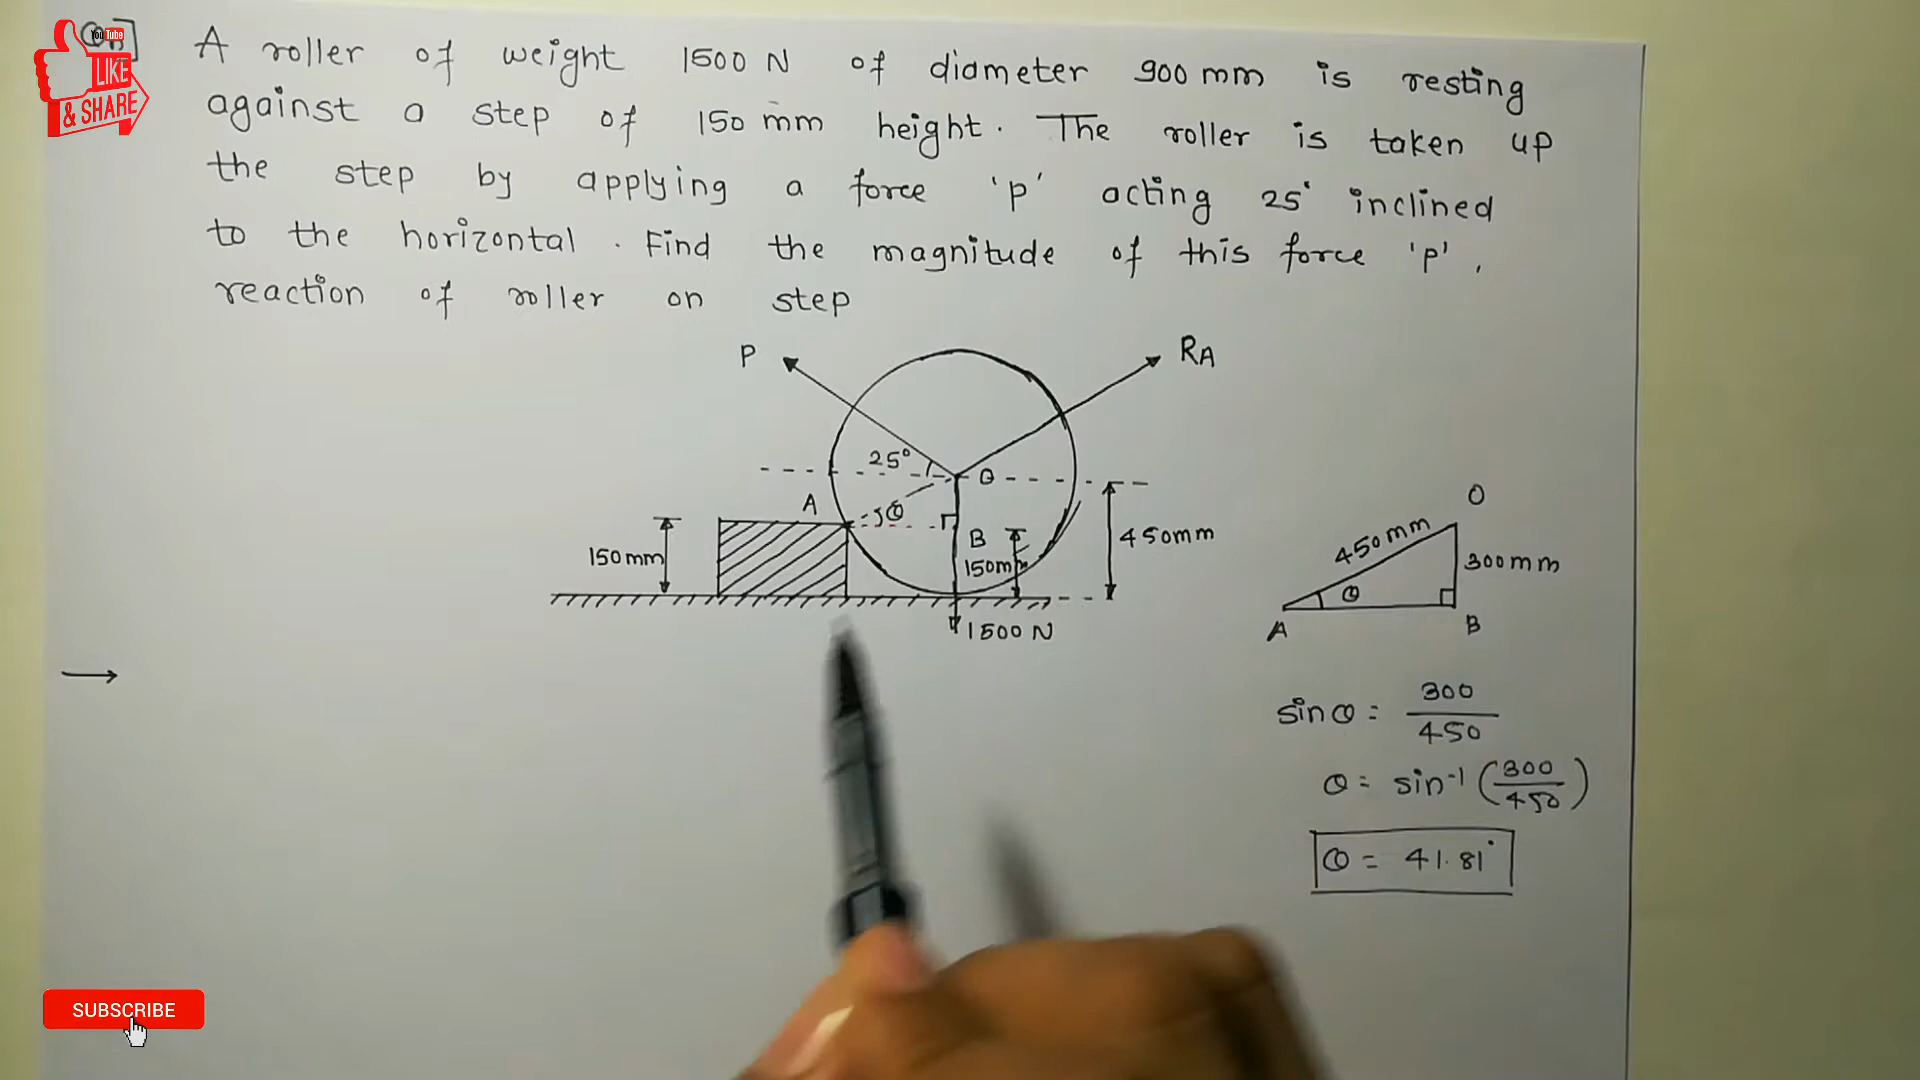 Qn]
YouTube
LIKE
& SHARE
A roller of weight 1500 N of diameter 900 mm is resting
against a step of 150 mm height. The roller is taken up
the step by applying a force 'P' acting 25° inclined
to the horizontal. Find the magnitude of this force 'P',
reaction of roller on step
P
RA
25°
O
A
θ
B
150mm
150mm
450mm
1500 N
O
450mm
300mm
θ
A
B
sinθ = 300/450
θ = sin-1 (300/450)
θ = 41.81°
SUBSCRIBE